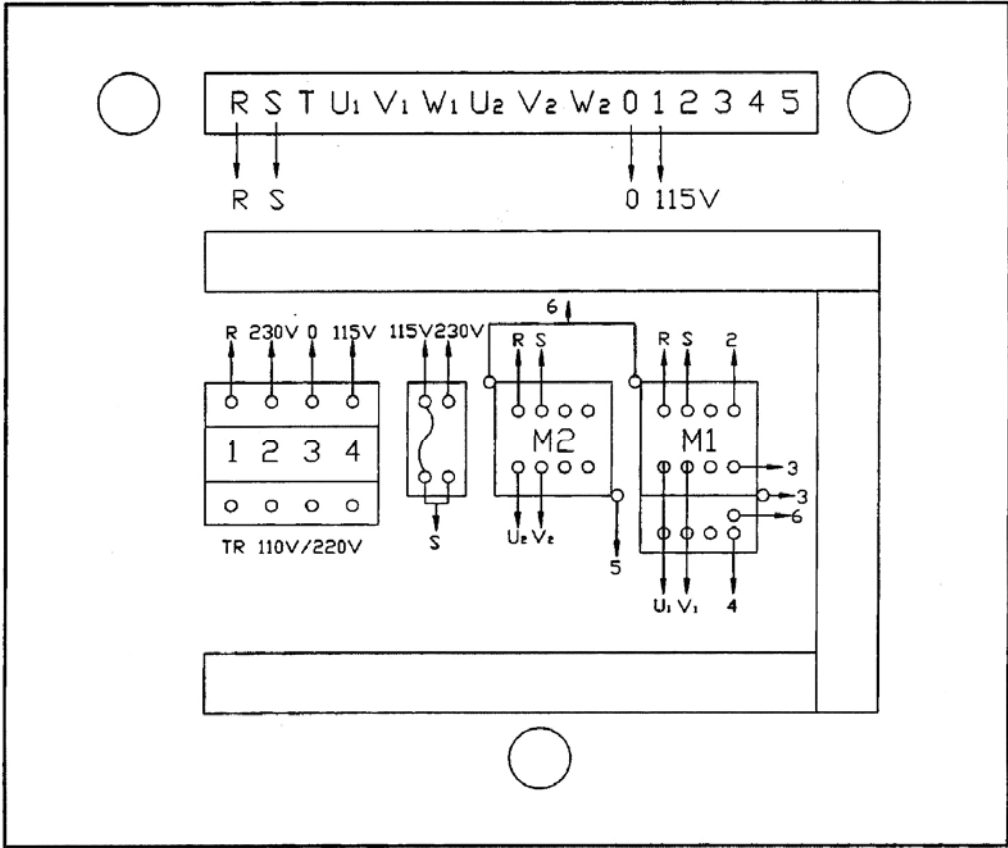 R S T U1 V1 W1 U2 V2 W2 0 1 2 3 4 5
R S 0 115V
6
R 230V 0 115V 115V 230V R S R S 2
1 2 3 4 M2 M1
3
3
6
TR 110V/220V S U2 V2
5
U1 V1 4